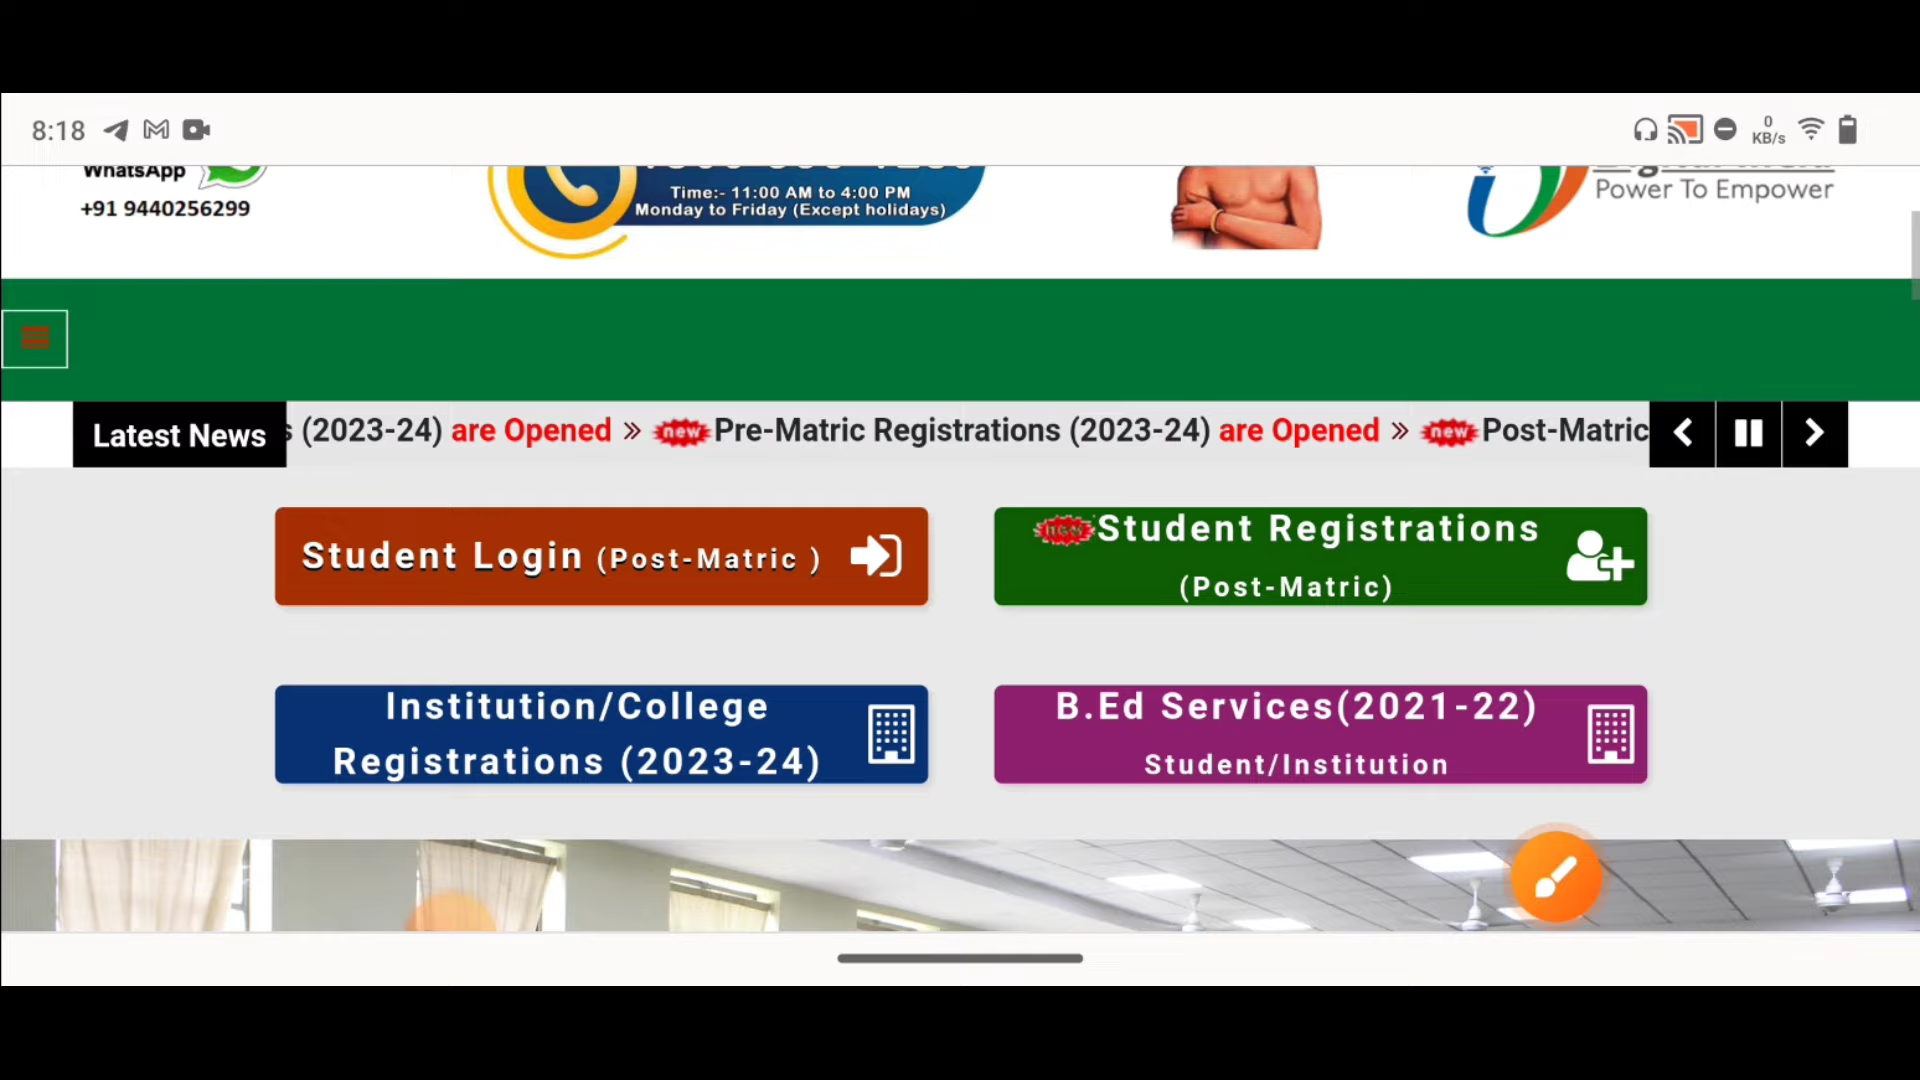 8:18
0
KB/s
WhatsApp
+91 9440256299
Time:- 11:00 AM to 4:00 PM
Monday to Friday (Except holidays)
Power To Empower
Latest News
s (2023-24) are Opened » new Pre-Matric Registrations (2023-24) are Opened » new Post-Matric
Student Login (Post-Matric )
new Student Registrations
(Post-Matric)
Institution/College
Registrations (2023-24)
B.Ed Services(2021-22)
Student/Institution